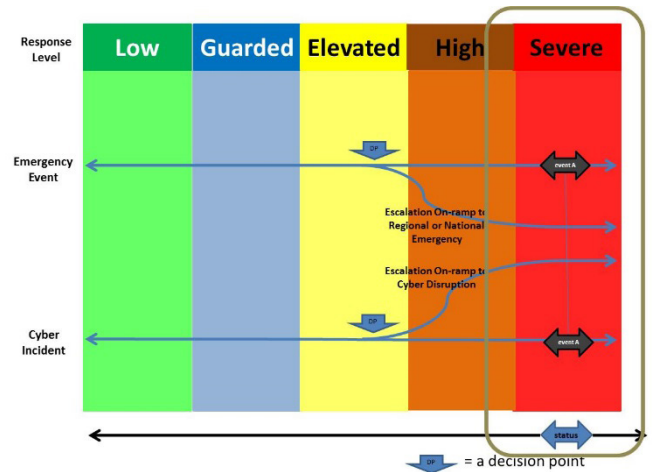 Response
Level
Low
Guarded
Elevated
High
Severe
DP
Emergency
Event
event A
Escalation On-ramp to
Regional or National
Emergency
Escalation On-ramp to
Cyber Disruption
DP
Cyber
Incident
event A
status
DP = a decision point